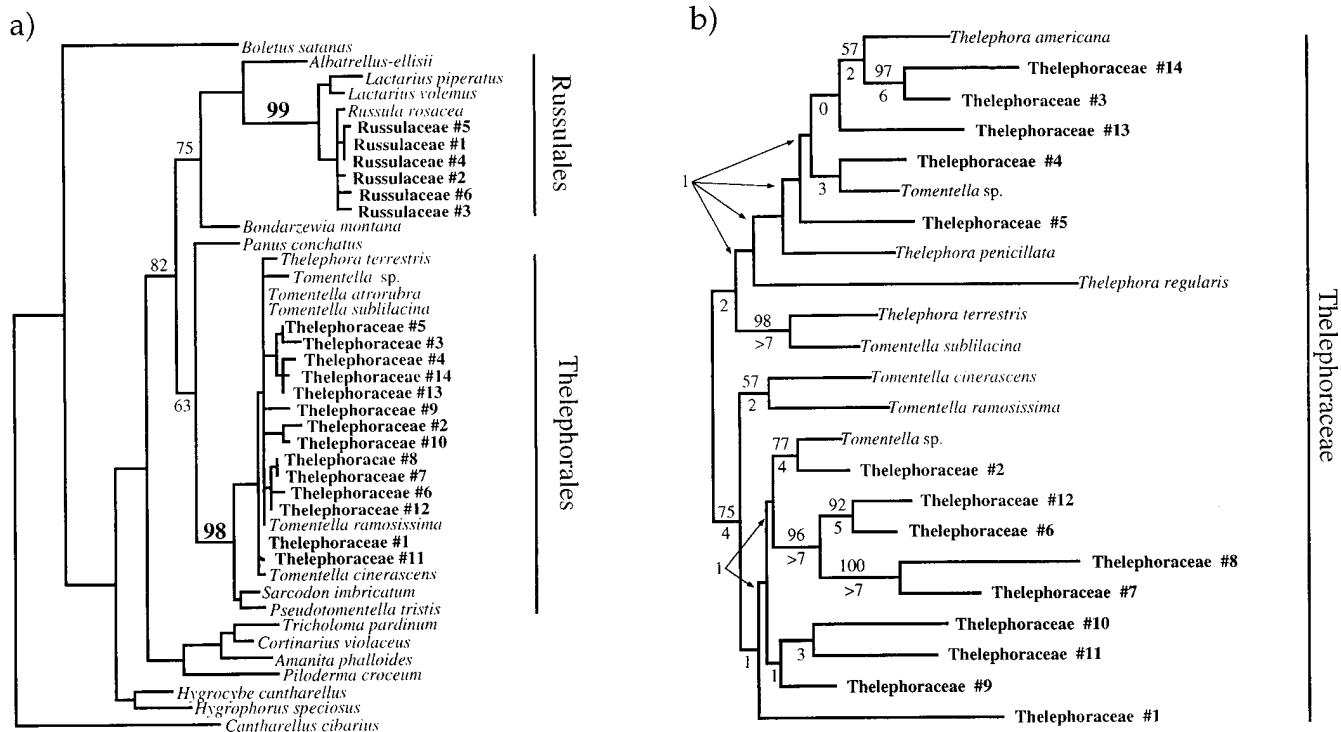 a)
Boletus satanas
Albatrellus-ellisii
Lactarius piperatus
Lactarius volemus
99
Russula rosacea
Russulaceae #5
Russulaceae #1
75
Russulaceae #4
Russulaceae #2
Russulaceae #6
Russulaceae #3
Russulales
Bondarzewia montana
Panus conchatus
82
Thelephora terrestris
Tomentella sp.
Tomentella atrorubra
Tomentella sublilacina
Thelephoraceae #5
Thelephoraceae #3
Thelephoraceae #4
Thelephoraceae #14
Thelephoraceae #13
63
Thelephoraceae #9
Thelephoraceae #2
Thelephoraceae #10
Thelephoracae #8
Thelephoraceae #7
Thelephoraceae #6
Thelephoraceae #12
98
Tomentella ramosissima
Thelephoraceae #1
Thelephoraceae #11
Tomentella cinerascens
Sarcodon imbricatum
Pseudotomentella tristis
Thelephorales
Tricholoma pardinum
Cortinarius violaceus
Amanita phalloides
Piloderma croceum
Hygrocybe cantharellus
Hygrophorus speciosus
Cantharellus cibarius
b)
Thelephora americana
57
2
Thelephoraceae #14
97
6
Thelephoraceae #3
0
Thelephoraceae #13
Thelephoraceae #4
1
3
Tomentella sp.
Thelephoraceae #5
Thelephora penicillata
Thelephora regularis
2
Thelephora terrestris
98
>7
Tomentella sublilacina
Tomentella cinerascens
57
2
Tomentella ramosissima
Tomentella sp.
77
4
Thelephoraceae #2
Thelephoraceae #12
92
5
75
4
Thelephoraceae #6
96
>7
1
Thelephoraceae #8
100
>7
Thelephoraceae #7
Thelephoraceae #10
3
Thelephoraceae #11
1
1
Thelephoraceae #9
Thelephoraceae #1
Thelephoraceae